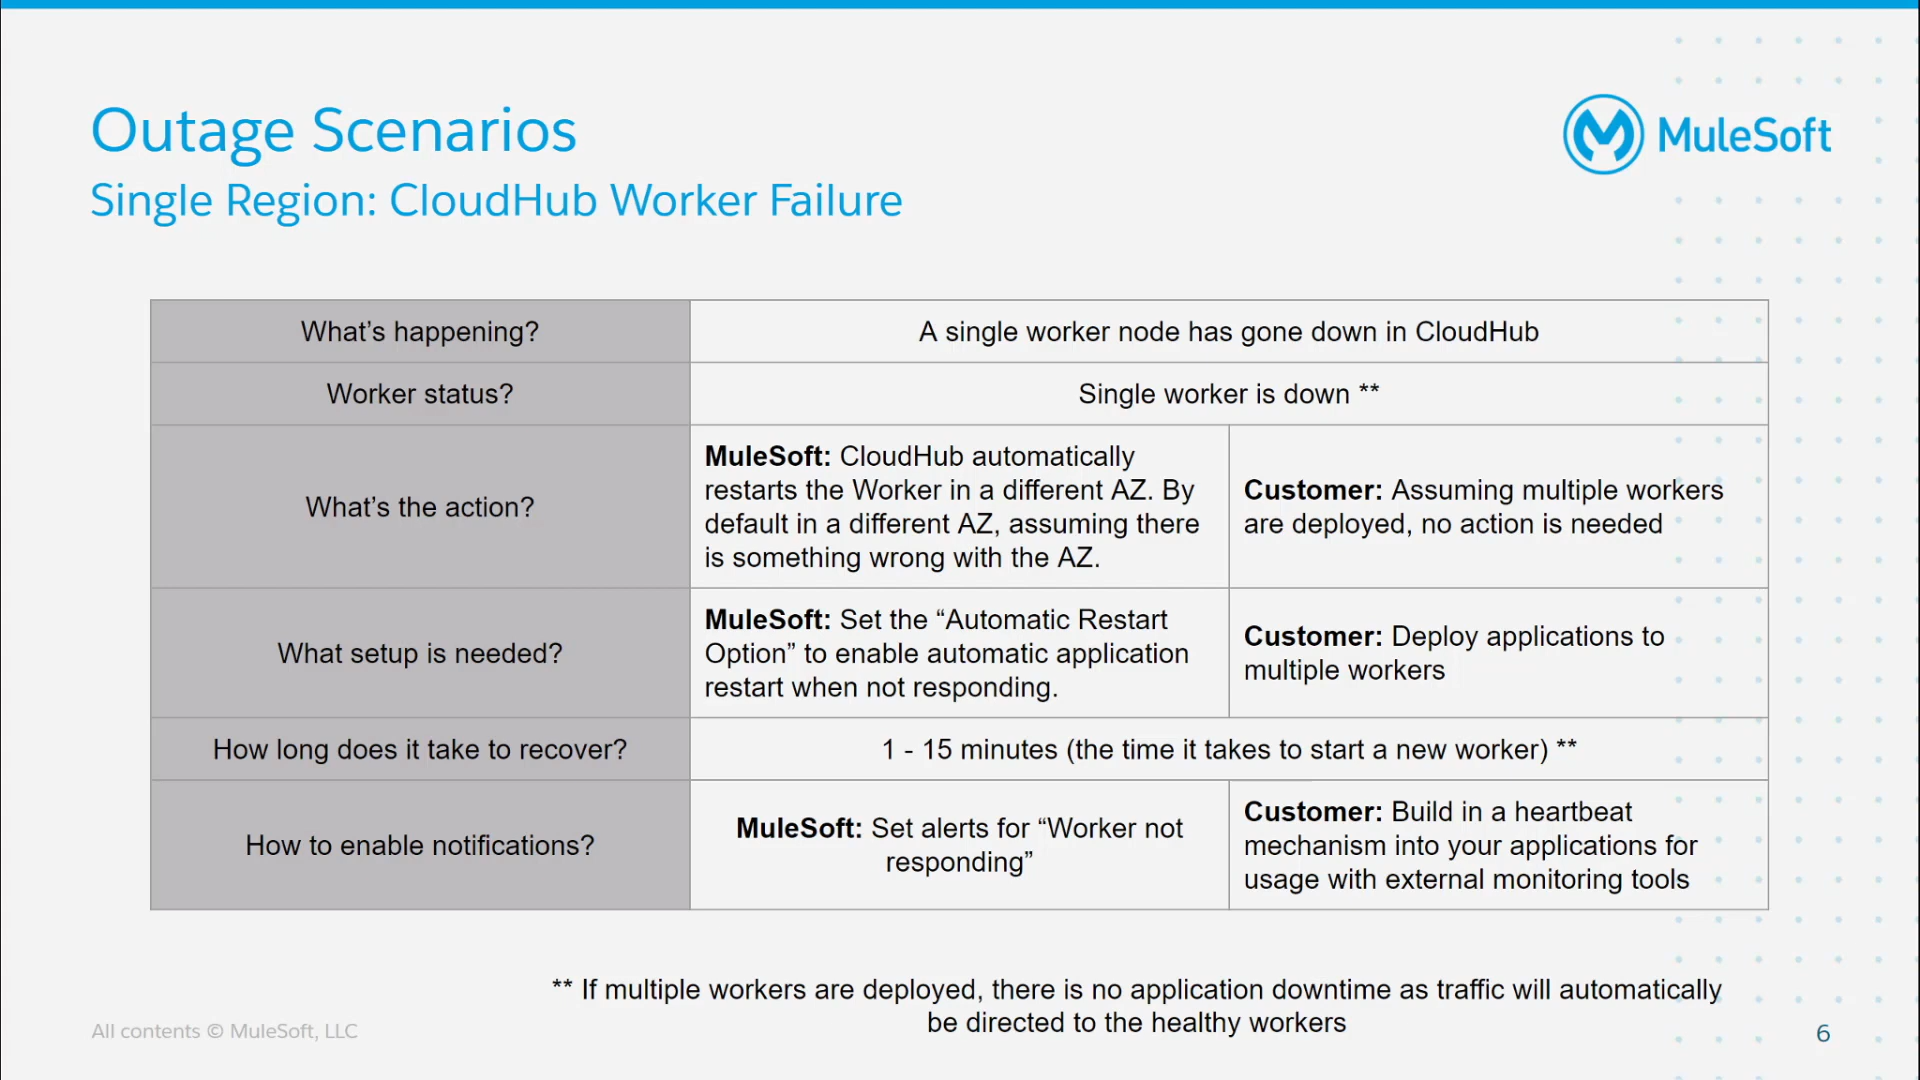 Outage Scenarios
MuleSoft
Single Region: CloudHub Worker Failure
What’s happening?
A single worker node has gone down in CloudHub
Worker status?
Single worker is down **
What’s the action?
MuleSoft: CloudHub automatically
restarts the Worker in a different AZ. By
default in a different AZ, assuming there
is something wrong with the AZ.
Customer: Assuming multiple workers
are deployed, no action is needed
What setup is needed?
MuleSoft: Set the “Automatic Restart
Option” to enable automatic application
restart when not responding.
Customer: Deploy applications to
multiple workers
How long does it take to recover?
1 - 15 minutes (the time it takes to start a new worker) **
How to enable notifications?
MuleSoft: Set alerts for “Worker not
responding”
Customer: Build in a heartbeat
mechanism into your applications for
usage with external monitoring tools
** If multiple workers are deployed, there is no application downtime as traffic will automatically
be directed to the healthy workers
All contents © MuleSoft, LLC
6